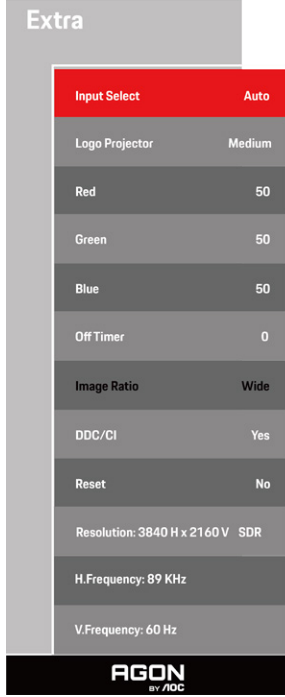 Extra
Input Select Auto
Logo Projector Medium
Red 50
Green 50
Blue 50
Off Timer 0
Image Ratio Wide
DDC/CI Yes
Reset No
Resolution: 3840 H x 2160 V SDR
H.Frequency: 89 KHz
V.Frequency: 60 Hz
AGON
BY AOC